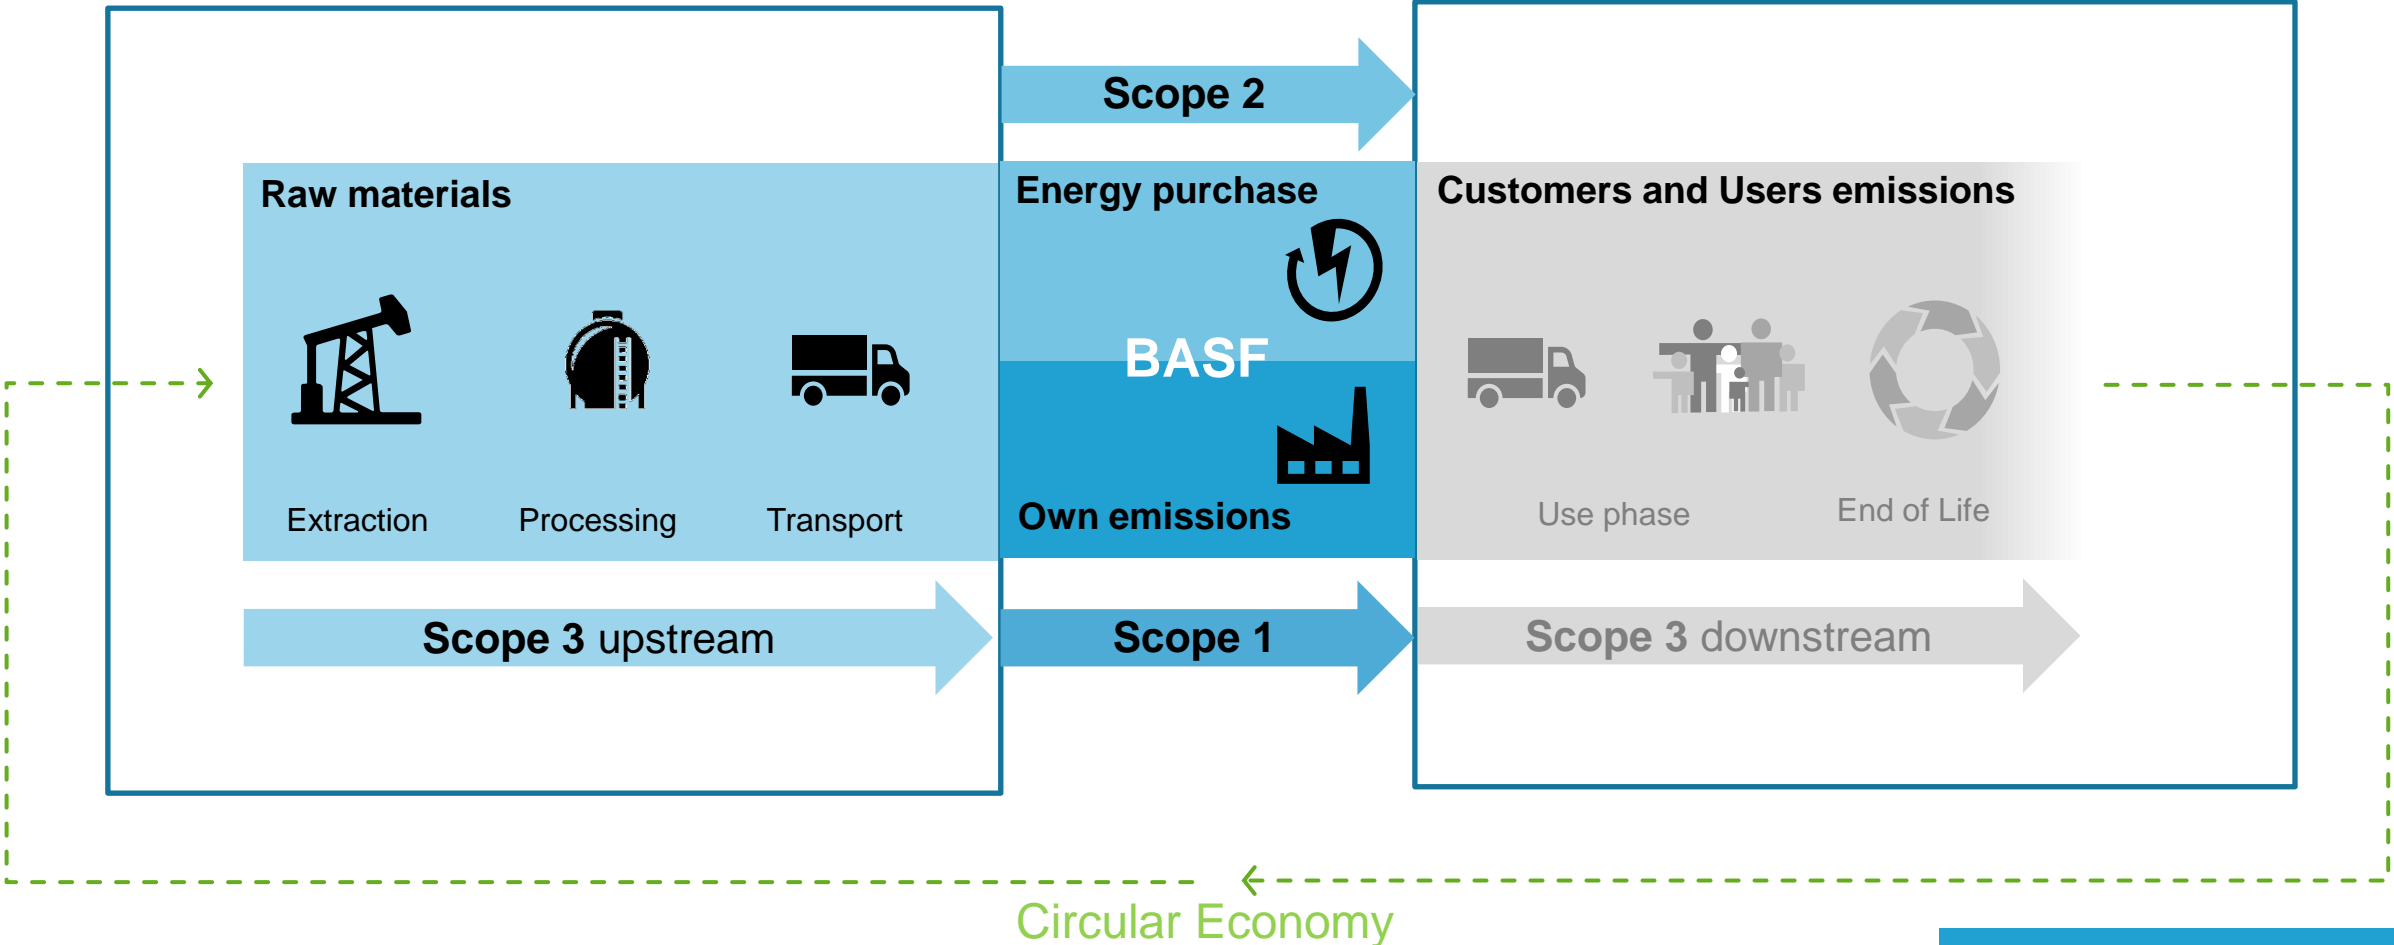 Scope 2
Raw materials
Energy purchase
Customers and Users emissions
BASF
Extraction
Processing
Transport
Own emissions
Use phase
End of Life
Scope 3 upstream
Scope 1
Scope 3 downstream
Circular Economy